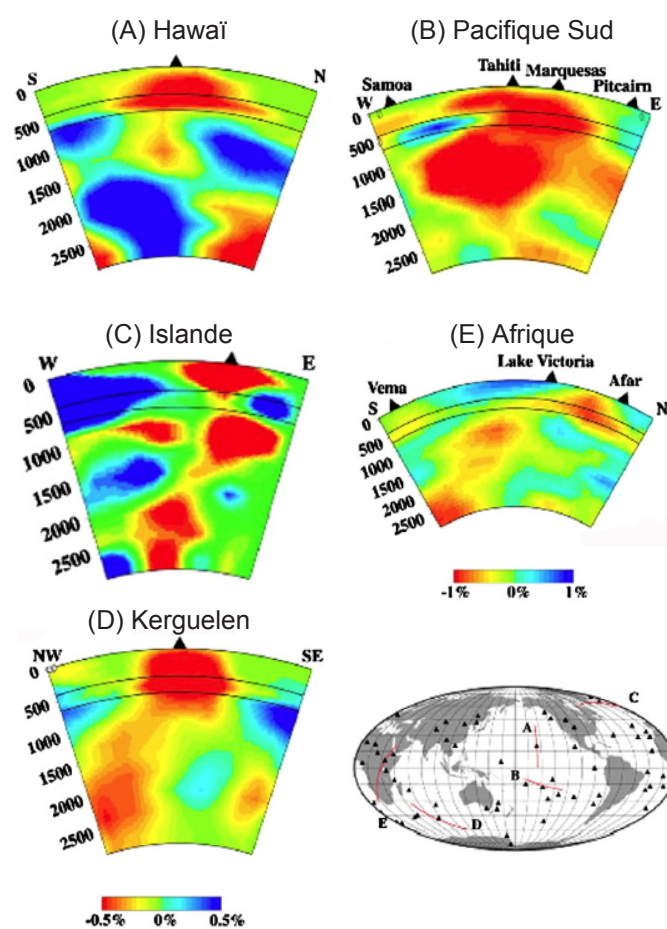 (A) Hawaï
S
N
0
500
1000
1500
2000
2500
(B) Pacifique Sud
Tahiti
Marquesas
Samoa
Pitcairn
W
E
0
500
1000
1500
2000
2500
(C) Islande
W
E
0
500
1000
1500
2000
2500
(E) Afrique
Lake Victoria
Vema
Afar
S
N
0
500
1000
1500
2000
2500
-1% 0% 1%
(D) Kerguelen
NW
SE
0
500
1000
1500
2000
2500
-0.5% 0% 0.5%
C
A
B
E
D